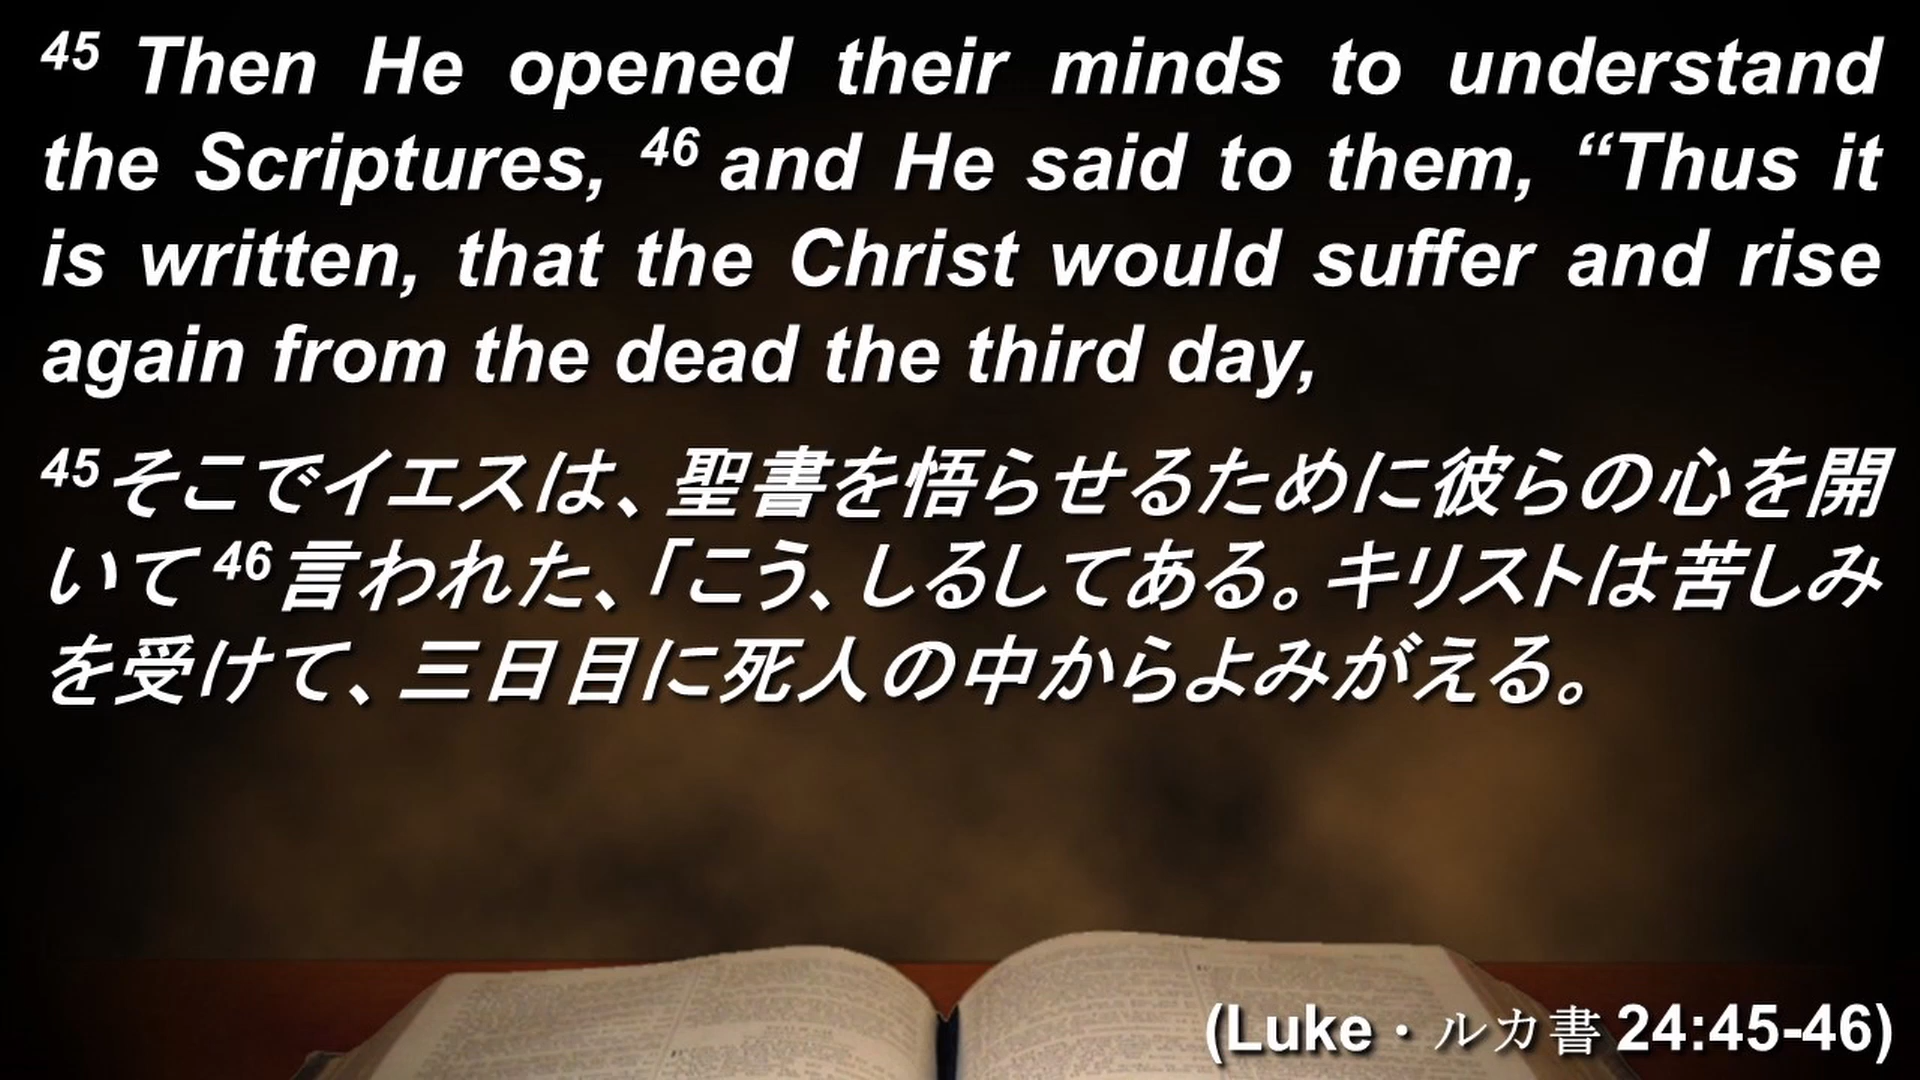 45 Then He opened their minds to understand
the Scriptures, 46 and He said to them, “Thus it
is written, that the Christ would suffer and rise
again from the dead the third day,
45そこでイエスは、聖書を悟らせるために彼らの心を開
いて46言われた、「こう、しるしてある。キリストは苦しみ
を受けて、三日目に死人の中からよみがえる。
(Luke・ルカ書 24:45-46)